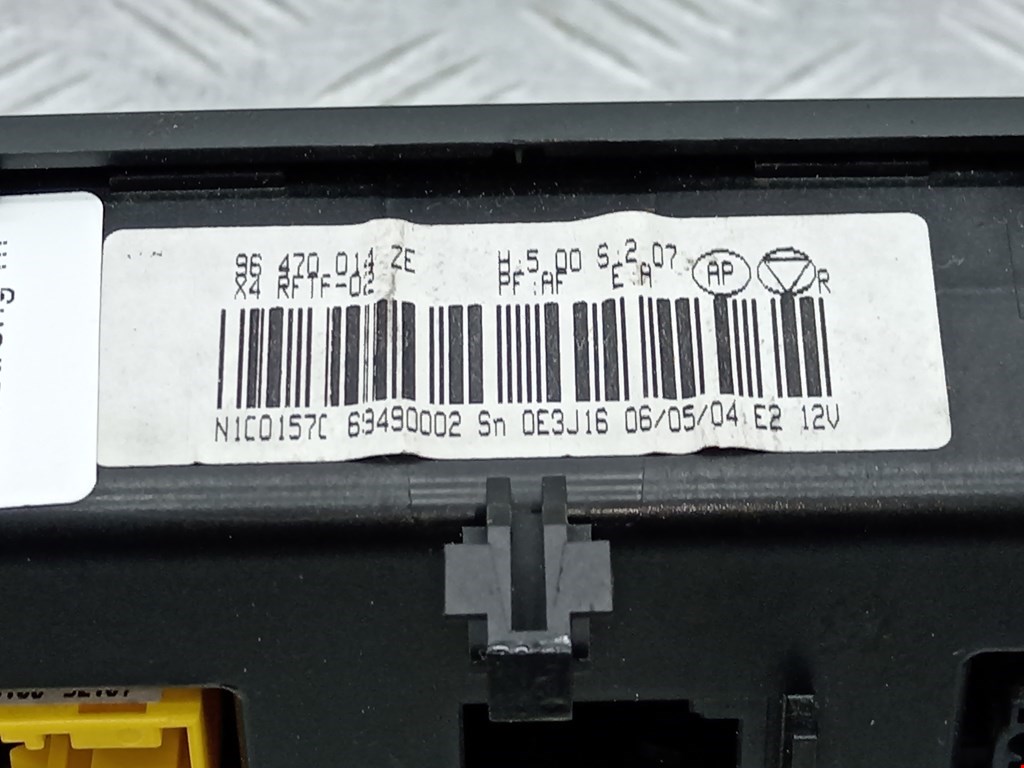 96 470 014 ZE H.5.00 S.2.07 AP R
X4 RFTF-02 PF.AF E.A
N1C0157C 69490002 Sn 0E3J16 06/05/04 E2 12V